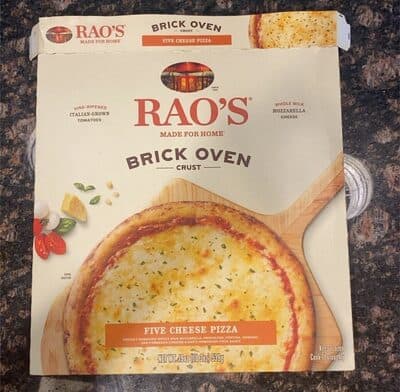 RAO'S
MADE FOR HOME
BRICK OVEN
CRUST
FIVE CHEESE PIZZA
RAO'S
MADE FOR HOME
VINE-RIPENED
ITALIAN-GROWN
TOMATOES
WHOLE MILK
MOZZARELLA
CHEESE
BRICK OVEN
CRUST
FIVE CHEESE PIZZA